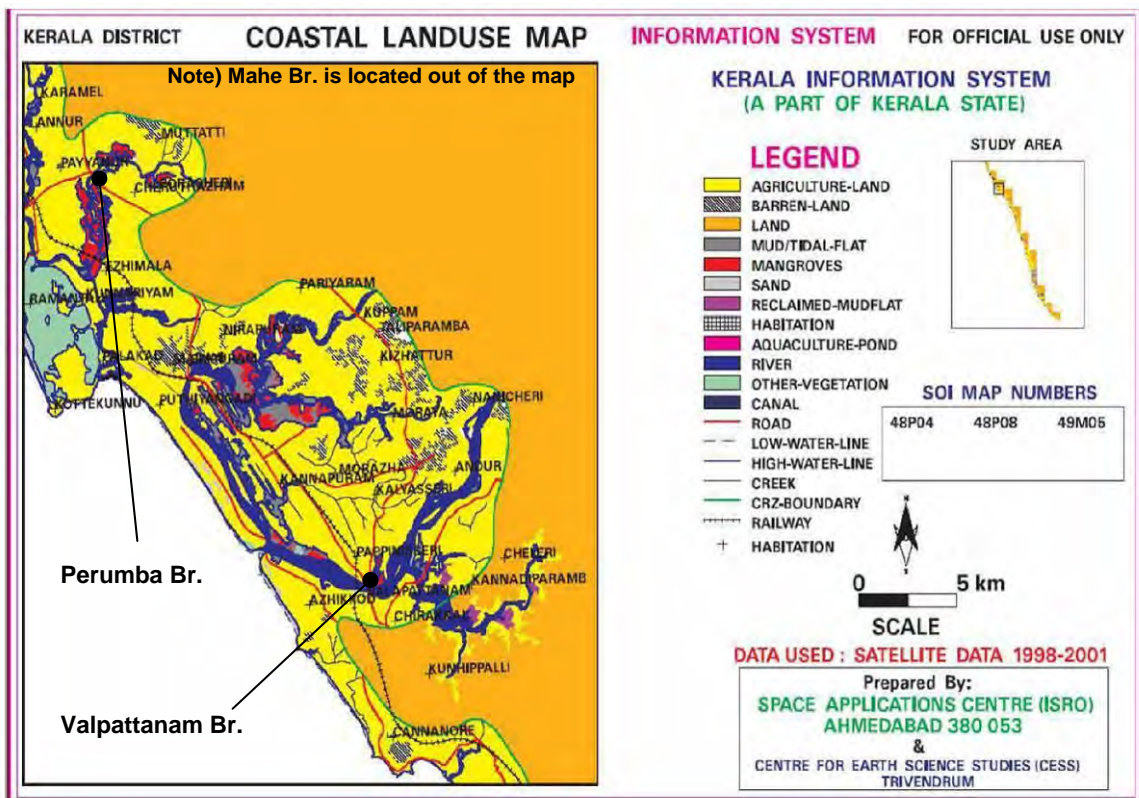 KERALA DISTRICT COASTAL LANDUSE MAP INFORMATION SYSTEM FOR OFFICIAL USE ONLY
Note) Mahe Br. is located out of the map
KARAMEL
LANNUR
MUTTATTI
PAYYANUR
EZHIMALA
KUNHERIYAM
PARIYARAM
KUPPAM
TALIPARAMBA
KIZHATTUR
PALAKAD
KOTTEKUNNU
PUTHIYANGADI
NANICHERI
MORAYA
MORAZHA
ANDUR
KANNAPURAM
KALYASSERI
PAPPINISSERI
CHELERI
KANNADIPARAMB
AZHIKKOD
CHIRAKKAL
KUNHIPPALLI
CANNANORE
Perumba Br.
Valpattanam Br.
KERALA INFORMATION SYSTEM
(A PART OF KERALA STATE)
LEGEND
AGRICULTURE-LAND
BARREN-LAND
LAND
MUD/TIDAL-FLAT
MANGROVES
SAND
RECLAIMED-MUDFLAT
HABITATION
AQUACULTURE-POND
RIVER
OTHER-VEGETATION
CANAL
ROAD
LOW-WATER-LINE
HIGH-WATER-LINE
CREEK
CRZ-BOUNDARY
RAILWAY
HABITATION
STUDY AREA
SOI MAP NUMBERS
48P04 48P08 49M05
N
0 5 km
SCALE
DATA USED : SATELLITE DATA 1998-2001
Prepared By:
SPACE APPLICATIONS CENTRE (ISRO)
AHMEDABAD 380 053
&
CENTRE FOR EARTH SCIENCE STUDIES (CESS)
TRIVENDRUM